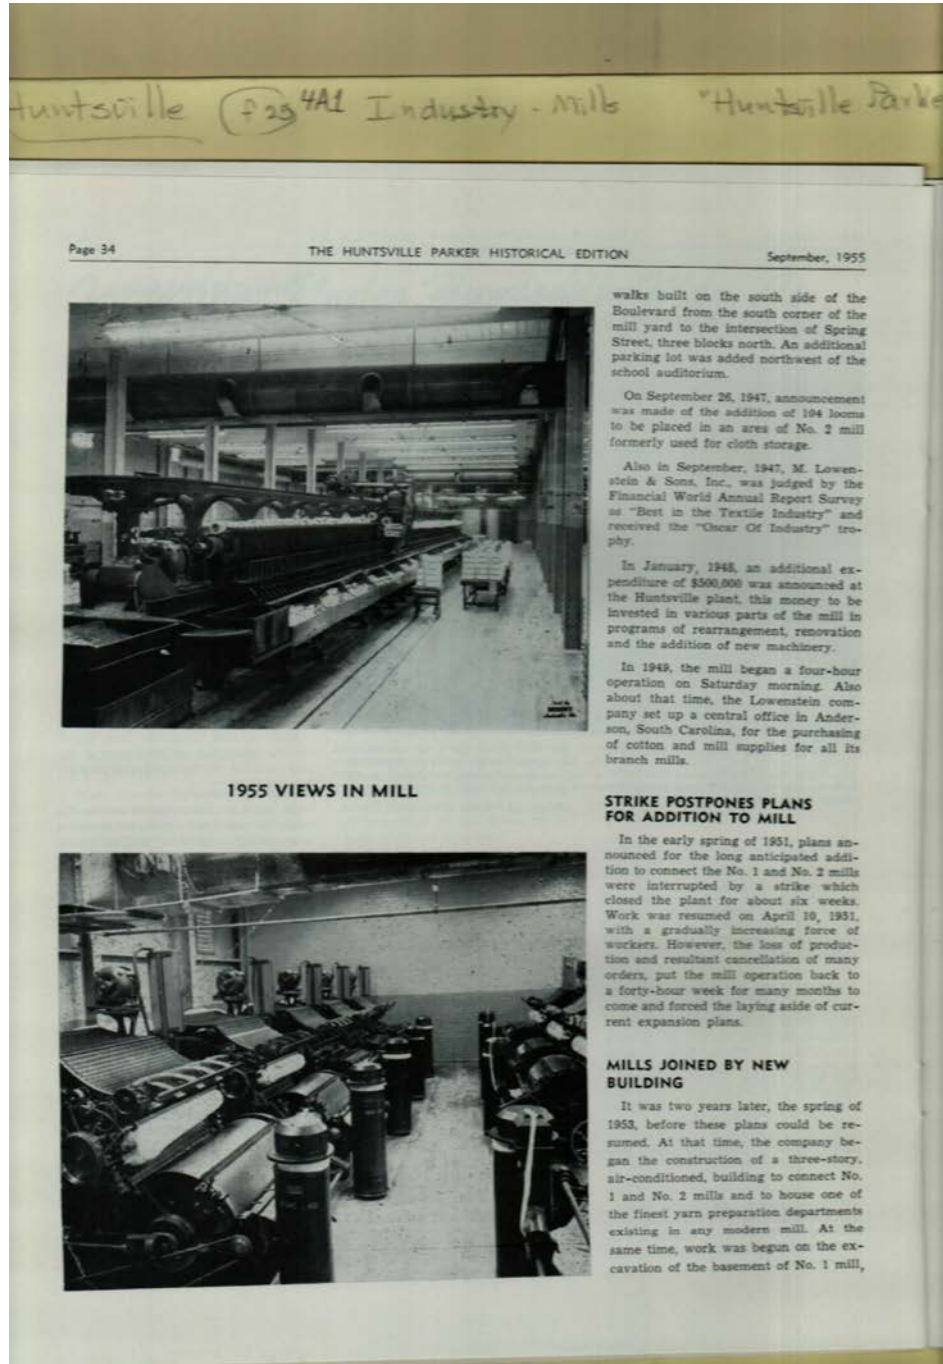 Huntsville f29 4A1 Industry - Mills "Huntsville Parke
Page 34
THE HUNTSVILLE PARKER HISTORICAL EDITION
September, 1955
walks built on the south side of the
Boulevard from the south corner of the
mill yard to the intersection of Spring
Street, three blocks north. An additional
parking lot was added northwest of the
school auditorium.
On September 26, 1947, announcement
was made of the addition of 104 looms
to be placed in an area of No. 2 mill
formerly used for cloth storage.
Also in September, 1947, M. Lowen-
stein & Sons, Inc., was judged by the
Financial World Annual Report Survey
as "Best in the Textile Industry" and
received the "Oscar Of Industry" tro-
phy.
In January, 1948, an additional ex-
penditure of $500,000 was announced at
the Huntsville plant, this money to be
invested in various parts of the mill in
programs of rearrangement, renovation
and the addition of new machinery.
In 1949, the mill began a four-hour
operation on Saturday morning. Also
about that time, the Lowenstein com-
pany set up a central office in Ander-
son, South Carolina, for the purchasing
of cotton and mill supplies for all its
branch mills.
1955 VIEWS IN MILL
STRIKE POSTPONES PLANS
FOR ADDITION TO MILL
In the early spring of 1951, plans an-
nounced for the long anticipated addi-
tion to connect the No. 1 and No. 2 mills
were interrupted by a strike which
closed the plant for about six weeks.
Work was resumed on April 10, 1951,
with a gradually increasing force of
workers. However, the loss of produc-
tion and resultant cancellation of many
orders, put the mill operation back to
a forty-hour week for many months to
come and forced the laying aside of cur-
rent expansion plans.
MILLS JOINED BY NEW
BUILDING
It was two years later, the spring of
1953, before these plans could be re-
sumed. At that time, the company be-
gan the construction of a three-story,
air-conditioned, building to connect No.
1 and No. 2 mills and to house one of
the finest yarn preparation departments
existing in any modern mill. At the
same time, work was begun on the ex-
cavation of the basement of No. 1 mill,